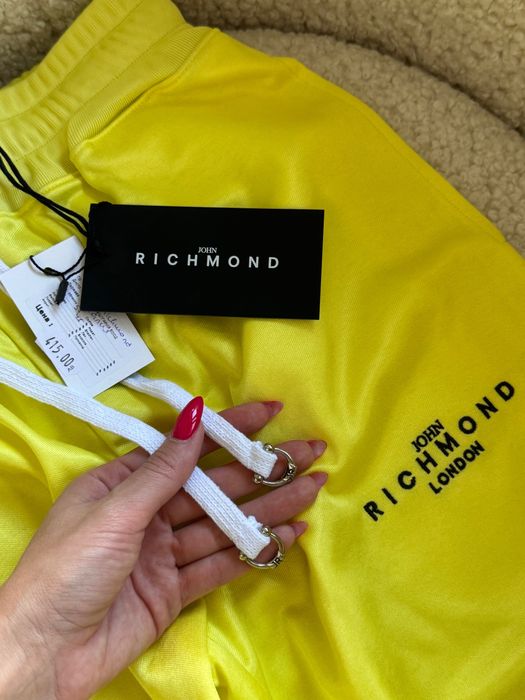 JOHN
RICHMOND
Цена :
415,00
JOHN
RICHMOND
LONDON